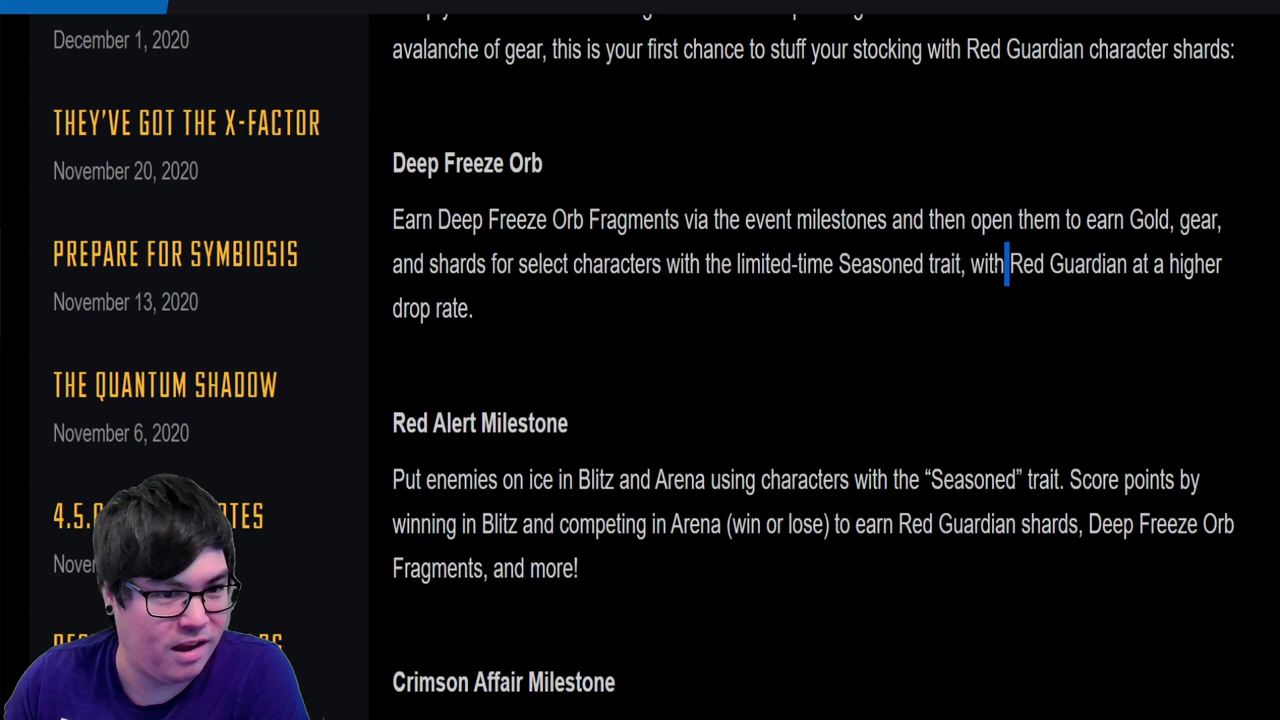 December 1, 2020
THEY'VE GOT THE X-FACTOR
November 20, 2020
PREPARE FOR SYMBIOSIS
November 13, 2020
THE QUANTUM SHADOW
November 6, 2020
4.5.
avalanche of gear, this is your first chance to stuff your stocking with Red Guardian character shards:
Deep Freeze Orb
Earn Deep Freeze Orb Fragments via the event milestones and then open them to earn Gold, gear,
and shards for select characters with the limited-time Seasoned trait, with Red Guardian at a higher
drop rate.
Red Alert Milestone
Put enemies on ice in Blitz and Arena using characters with the “Seasoned” trait. Score points by
winning in Blitz and competing in Arena (win or lose) to earn Red Guardian shards, Deep Freeze Orb
Fragments, and more!
Crimson Affair Milestone